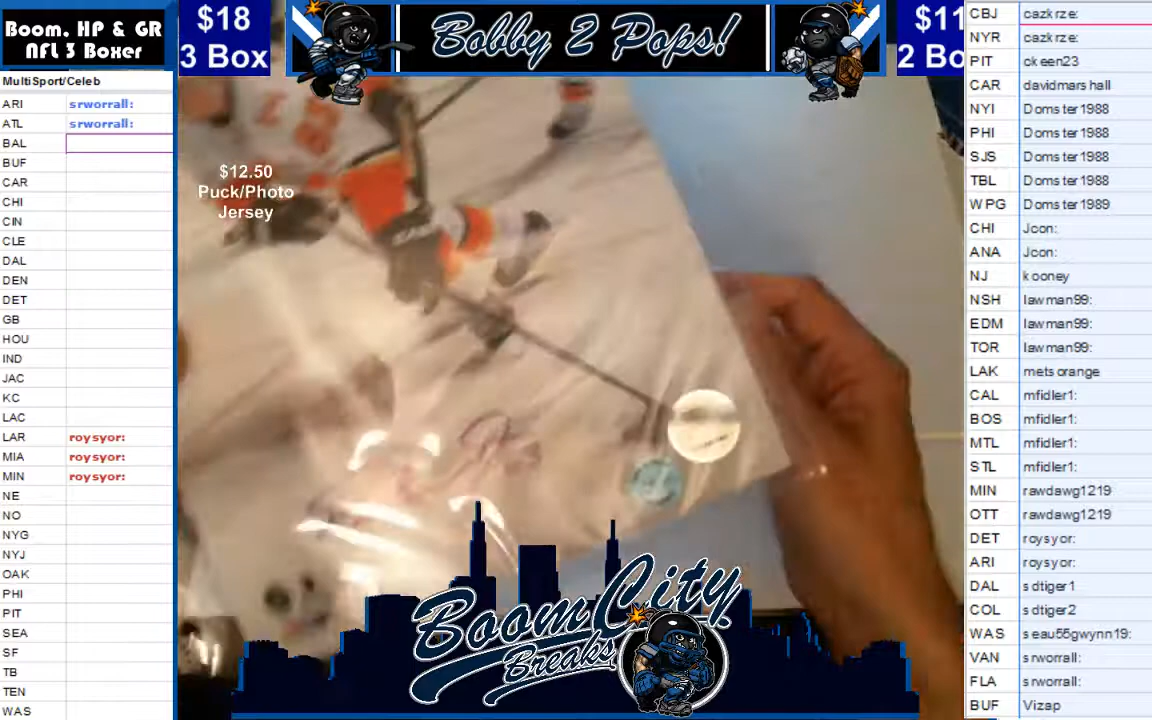 Boom, HP & GR
NFL 3 Boxer
MultiSport/Celeb
ARI srworrall:
ATL srworrall:
BAL
BUF
CAR
CHI
CIN
CLE
DAL
DEN
DET
GB
HOU
IND
JAC
KC
LAC
LAR roysyor:
MIA roysyor:
MIN roysyor:
NE
NO
NYG
NYJ
OAK
PHI
PIT
SEA
SF
TB
TEN
WAS
$18
3 Box
Bobby 2 Pops!
$11
2 Bo
$12.50
Puck/Photo
Jersey
Boom City
Breaks
CBJ cazkrze:
NYR cazkrze:
PIT ckeen23
CAR davidmarshall
NYI Domster1988
PHI Domster1988
SJS Domster1988
TBL Domster1988
WPG Domster1989
CHI Jcon:
ANA Jcon:
NJ kooney
NSH lawman99:
EDM lawman99:
TOR lawman99:
LAK metsorange
CAL mfidler1:
BOS mfidler1:
MTL mfidler1:
STL mfidler1:
MIN rawdawg1219
OTT rawdawg1219
DET roysyor:
ARI roysyor:
DAL sdtiger1
COL sdtiger2
WAS seau55gwynn19:
VAN srworrall:
FLA srworrall:
BUF Vizap